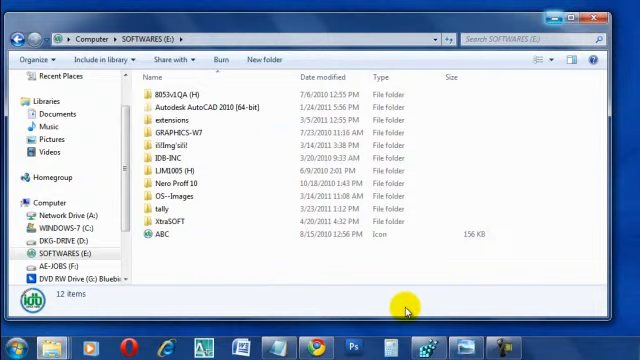 Computer ▸ SOFTWARES (E:) ▸ Search SOFTWARES (E:)
Organize Include in library Share with Burn New folder
Name Date modified Type Size
Recent Places
Libraries
Documents
Music
Pictures
Videos
Homegroup
Computer
Network Drive (A:)
WINDOWS-7 (C:)
DKG-DRIVE (D:)
SOFTWARES (E:)
AE-JOBS (F:)
DVD RW Drive (G:) Bluebir
8053v1QA (H) 7/6/2010 12:55 PM File folder
Autodesk AutoCAD 2010 [64-bit] 1/24/2011 5:56 PM File folder
extensions 3/5/2011 12:55 PM File folder
GRAPHICS-W7 7/23/2010 11:16 AM File folder
3/14/2011 3:38 PM File folder
IDB-INC 3/20/2010 9:33 AM File folder
LJM1005 (H) 6/9/2010 2:01 PM File folder
Nero Proff 10 10/18/2010 1:43 PM File folder
OS--Images 3/14/2011 11:08 AM File folder
tally 3/23/2011 1:12 PM File folder
Xtra$OFT 4/20/2011 4:32 PM File folder
ABC 8/15/2010 12:56 PM Icon 156 KB
idb 12 items
Ps